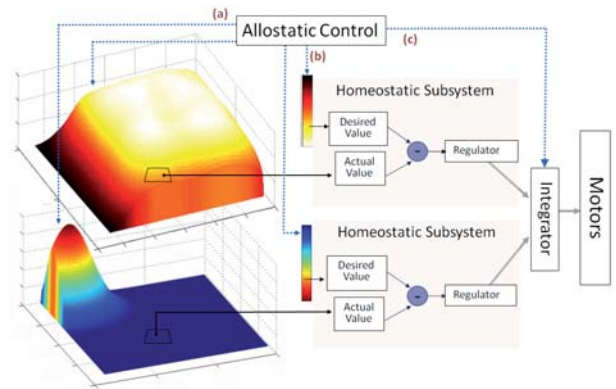 (a)
Allostatic Control
(b)
(c)
Homeostatic Subsystem
Desired
Value
Actual
Value
-
Regulator
Homeostatic Subsystem
Desired
Value
Actual
Value
-
Regulator
Integrator
Motors